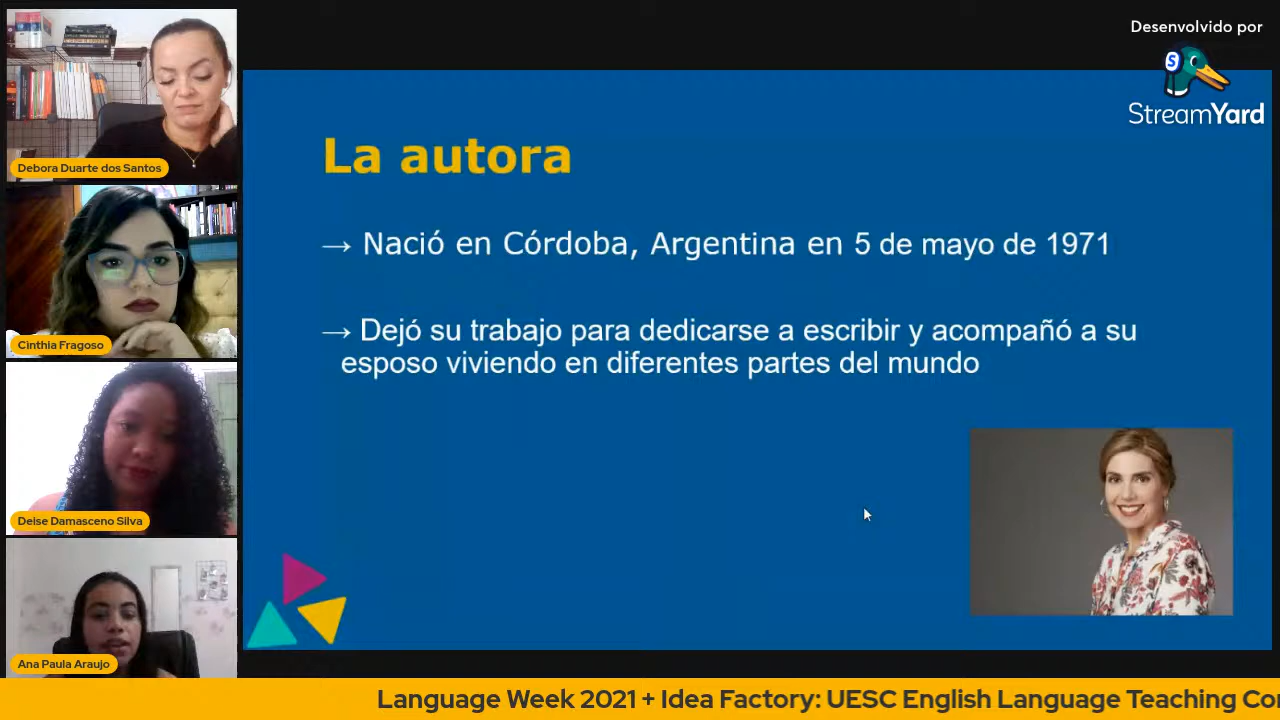 Desenvolvido por
S
StreamYard
Debora Duarte dos Santos
Cinthia Fragoso
Deise Damasceno Silva
Ana Paula Araujo
La autora
→ Nació en Córdoba, Argentina en 5 de mayo de 1971
→ Dejó su trabajo para dedicarse a escribir y acompañó a su
esposo viviendo en diferentes partes del mundo
Language Week 2021 + Idea Factory: UESC English Language Teaching Co